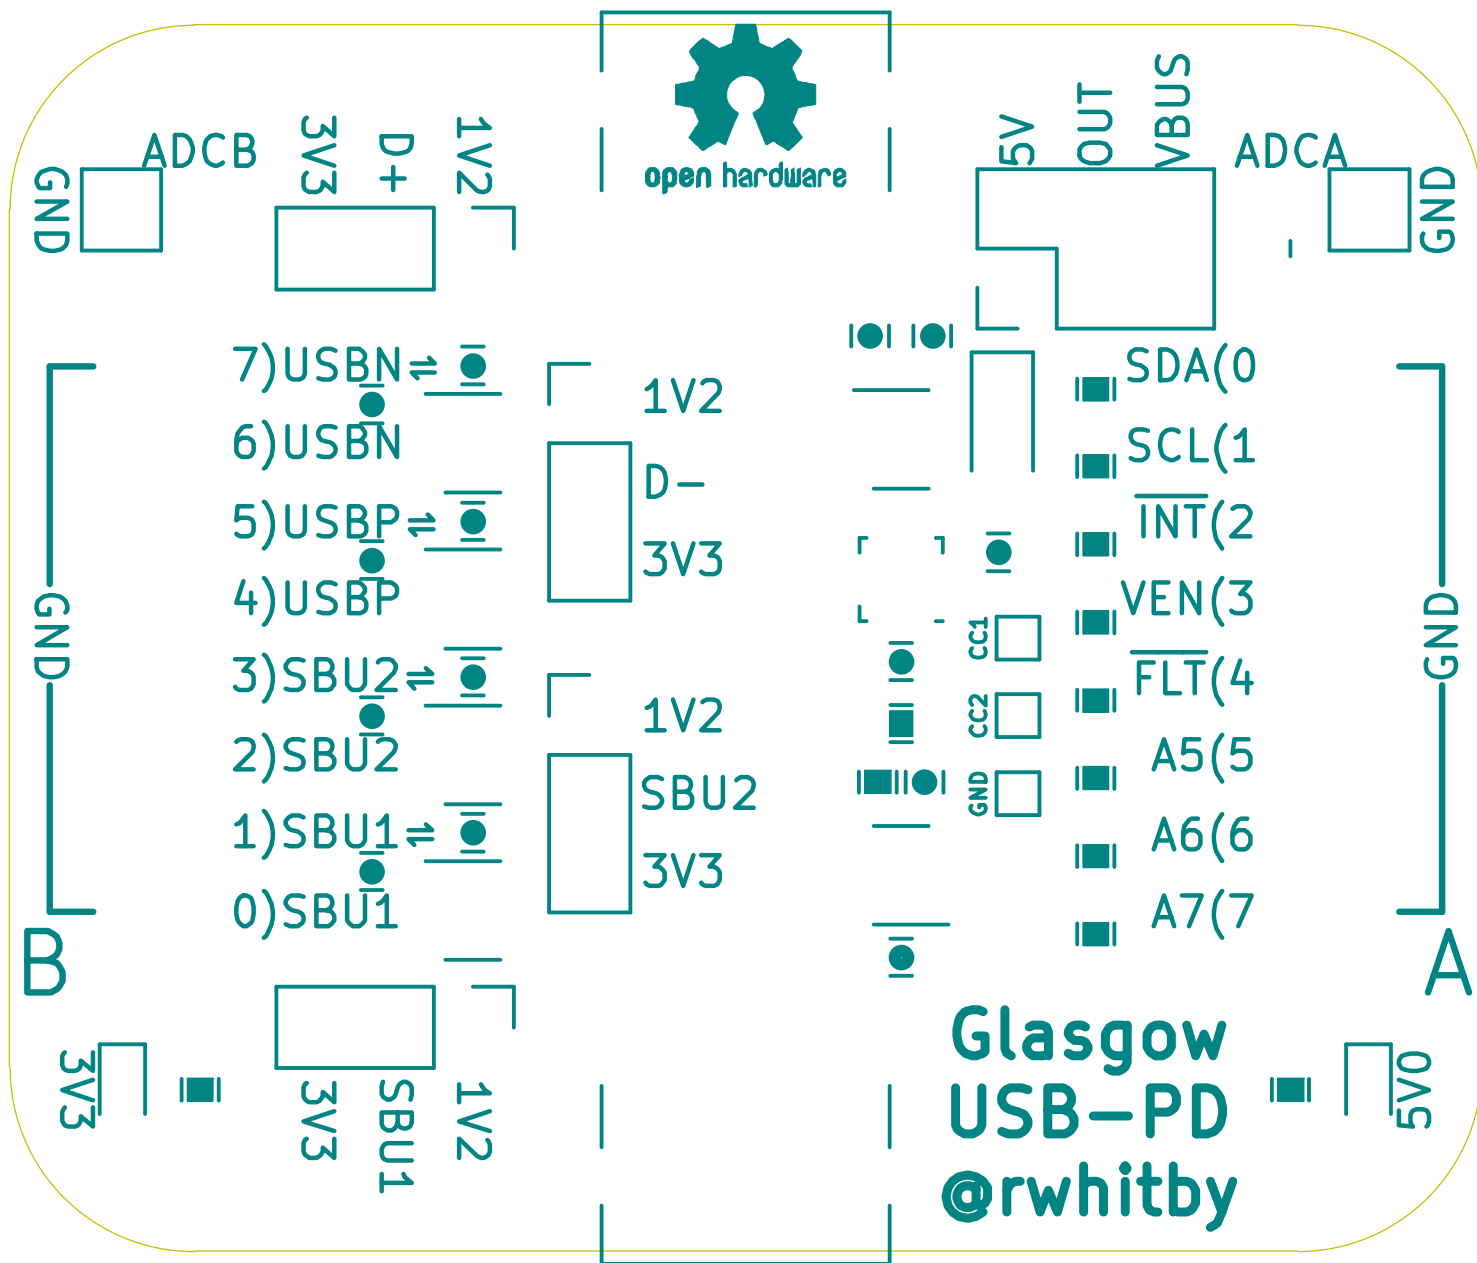 open hardware
ADCB
GND
3V3
D+
1V2
5V
OUT
VBUS
ADCA
GND
7)USBN⇌
6)USBN
5)USBP⇌
4)USBP
3)SBU2⇌
2)SBU2
1)SBU1⇌
0)SBU1
GND
B
1V2
D-
3V3
1V2
SBU2
3V3
CC1
CC2
GND
SDA(0
SCL(1
INT(2
VEN(3
FLT(4
A5(5
A6(6
A7(7
GND
A
3V3
3V3
SBU1
1V2
Glasgow
USB-PD
@rwhitby
5V0